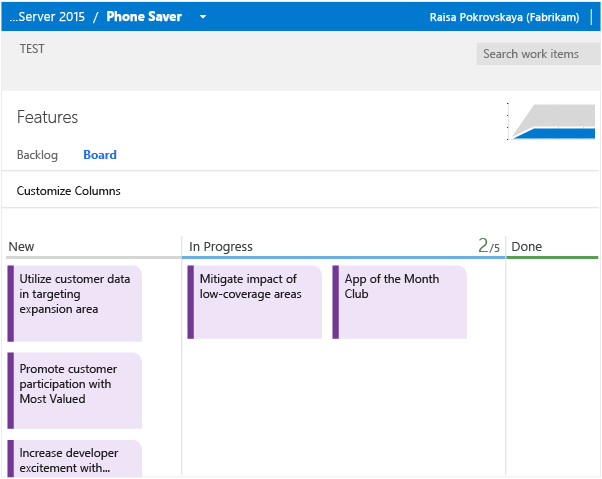 ...Server 2015 / Phone Saver
Raisa Pokrovskaya (Fabrikam)
TEST
Search work items
Features
Backlog
Board
Customize Columns
New
In Progress
2/5
Done
Utilize customer data
in targeting
expansion area
Mitigate impact of
low-coverage areas
App of the Month
Club
Promote customer
participation with
Most Valued
Increase developer
excitement with...